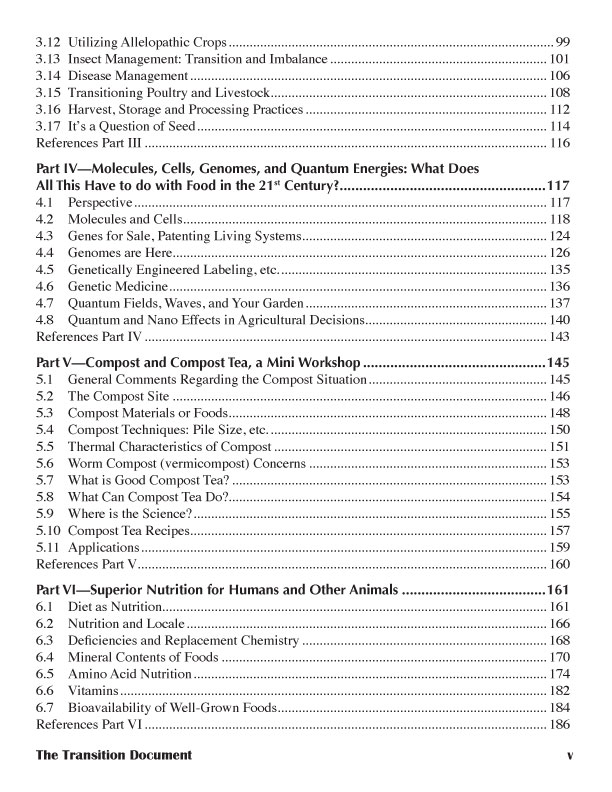 3.12 Utilizing Allelopathic Crops ........ 99
3.13 Insect Management: Transition and Imbalance ........ 101
3.14 Disease Management ........ 106
3.15 Transitioning Poultry and Livestock ........ 108
3.16 Harvest, Storage and Processing Practices ........ 112
3.17 It's a Question of Seed ........ 114
References Part III ........ 116
Part IV—Molecules, Cells, Genomes, and Quantum Energies: What Does
All This Have to do with Food in the 21st Century? ........ 117
4.1 Perspective ........ 117
4.2 Molecules and Cells ........ 118
4.3 Genes for Sale, Patenting Living Systems ........ 124
4.4 Genomes are Here ........ 126
4.5 Genetically Engineered Labeling, etc. ........ 135
4.6 Genetic Medicine ........ 136
4.7 Quantum Fields, Waves, and Your Garden ........ 137
4.8 Quantum and Nano Effects in Agricultural Decisions ........ 140
References Part IV ........ 143
Part V—Compost and Compost Tea, a Mini Workshop ........ 145
5.1 General Comments Regarding the Compost Situation ........ 145
5.2 The Compost Site ........ 146
5.3 Compost Materials or Foods ........ 148
5.4 Compost Techniques: Pile Size, etc. ........ 150
5.5 Thermal Characteristics of Compost ........ 151
5.6 Worm Compost (vermicompost) Concerns ........ 153
5.7 What is Good Compost Tea? ........ 153
5.8 What Can Compost Tea Do? ........ 154
5.9 Where is the Science? ........ 155
5.10 Compost Tea Recipes ........ 157
5.11 Applications ........ 159
References Part V ........ 160
Part VI—Superior Nutrition for Humans and Other Animals ........ 161
6.1 Diet as Nutrition ........ 161
6.2 Nutrition and Locale ........ 166
6.3 Deficiencies and Replacement Chemistry ........ 168
6.4 Mineral Contents of Foods ........ 170
6.5 Amino Acid Nutrition ........ 174
6.6 Vitamins ........ 182
6.7 Bioavailability of Well-Grown Foods ........ 184
References Part VI ........ 186
The Transition Document v